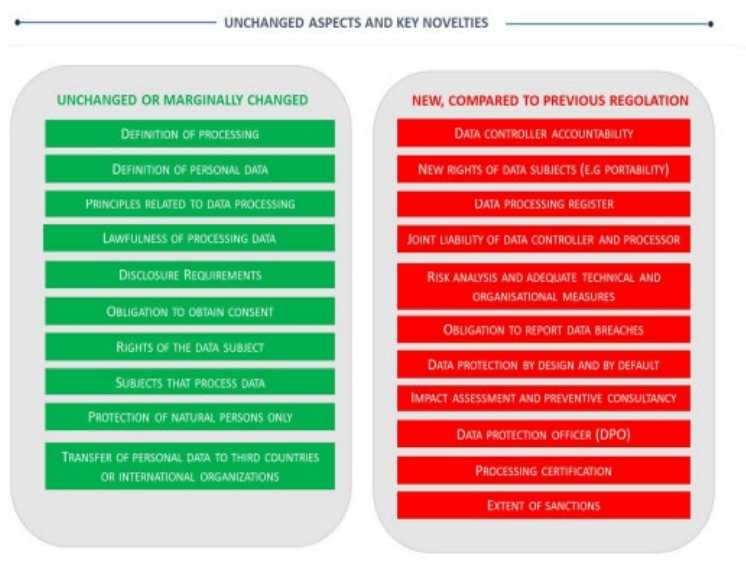 UNCHANGED ASPECTS AND KEY NOVELTIES
UNCHANGED OR MARGINALLY CHANGED
DEFINITION OF PROCESSING
DEFINITION OF PERSONAL DATA
PRINCIPLES RELATED TO DATA PROCESSING
LAWFULNESS OF PROCESSING DATA
DISCLOSURE REQUIREMENTS
OBLIGATION TO OBTAIN CONSENT
RIGHTS OF THE DATA SUBJECT
SUBJECTS THAT PROCESS DATA
PROTECTION OF NATURAL PERSONS ONLY
TRANSFER OF PERSONAL DATA TO THIRD COUNTRIES
OR INTERNATIONAL ORGANIZATIONS
NEW, COMPARED TO PREVIOUS REGOLATION
DATA CONTROLLER ACCOUNTABILITY
NEW RIGHTS OF DATA SUBJECTS (E.G PORTABILITY)
DATA PROCESSING REGISTER
JOINT LIABILITY OF DATA CONTROLLER AND PROCESSOR
RISK ANALYSIS AND ADEQUATE TECHNICAL AND
ORGANISATIONAL MEASURES
OBLIGATION TO REPORT DATA BREACHES
DATA PROTECTION BY DESIGN AND BY DEFAULT
IMPACT ASSESSMENT AND PREVENTIVE CONSULTANCY
DATA PROTECTION OFFICER (DPO)
PROCESSING CERTIFICATION
EXTENT OF SANCTIONS